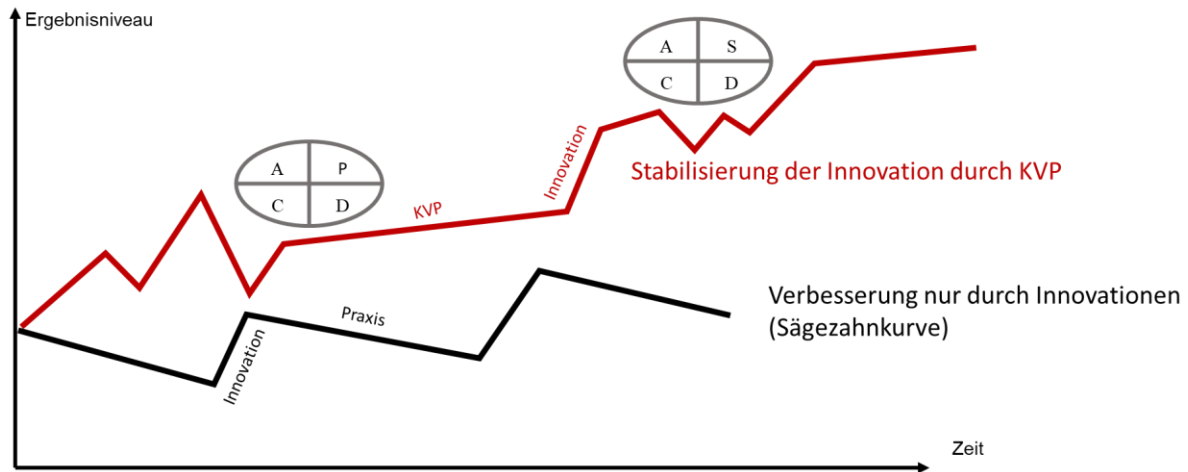 Ergebnisniveau
A S
C D
Innovation
Stabilisierung der Innovation durch KVP
A P
C D
KVP
Verbesserung nur durch Innovationen
(Sägezahnkurve)
Praxis
Innovation
Zeit